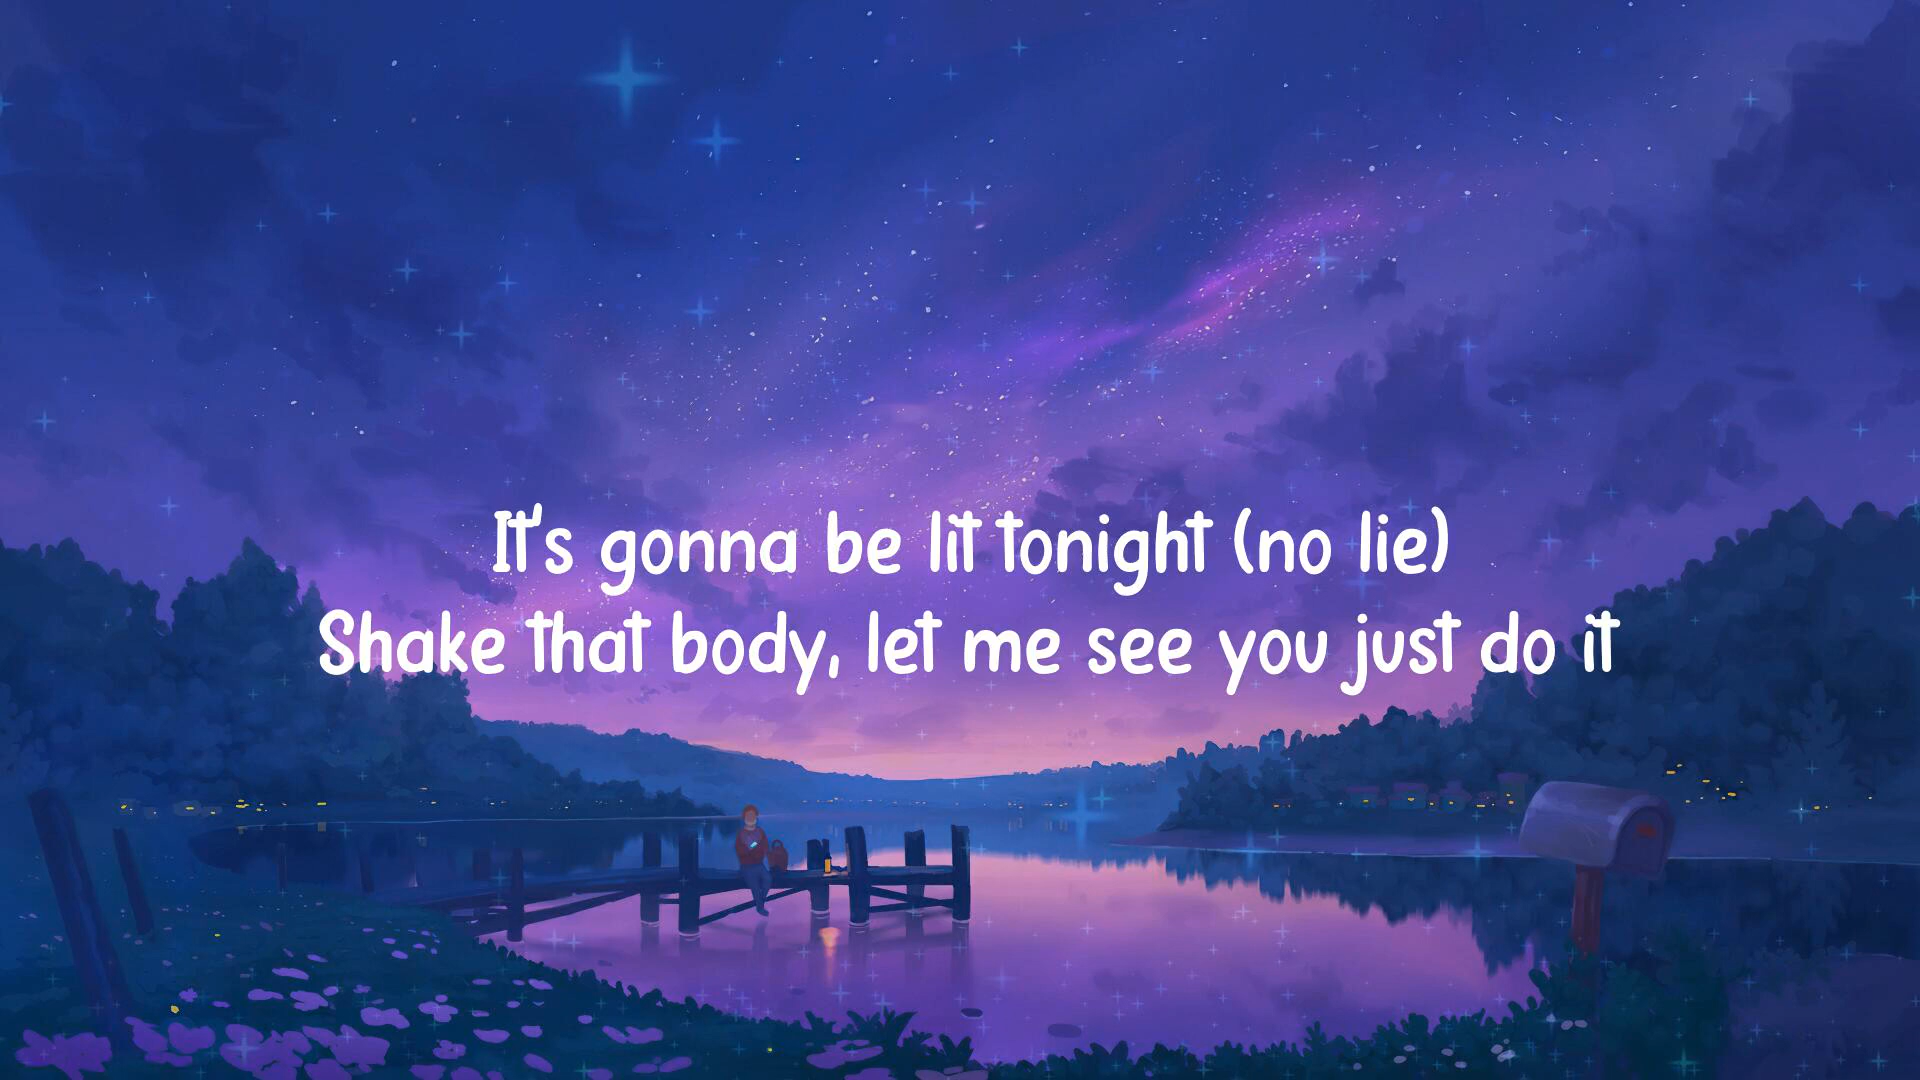 It's gonna be lit tonight (no lie)
Shake that body, let me see you just do it